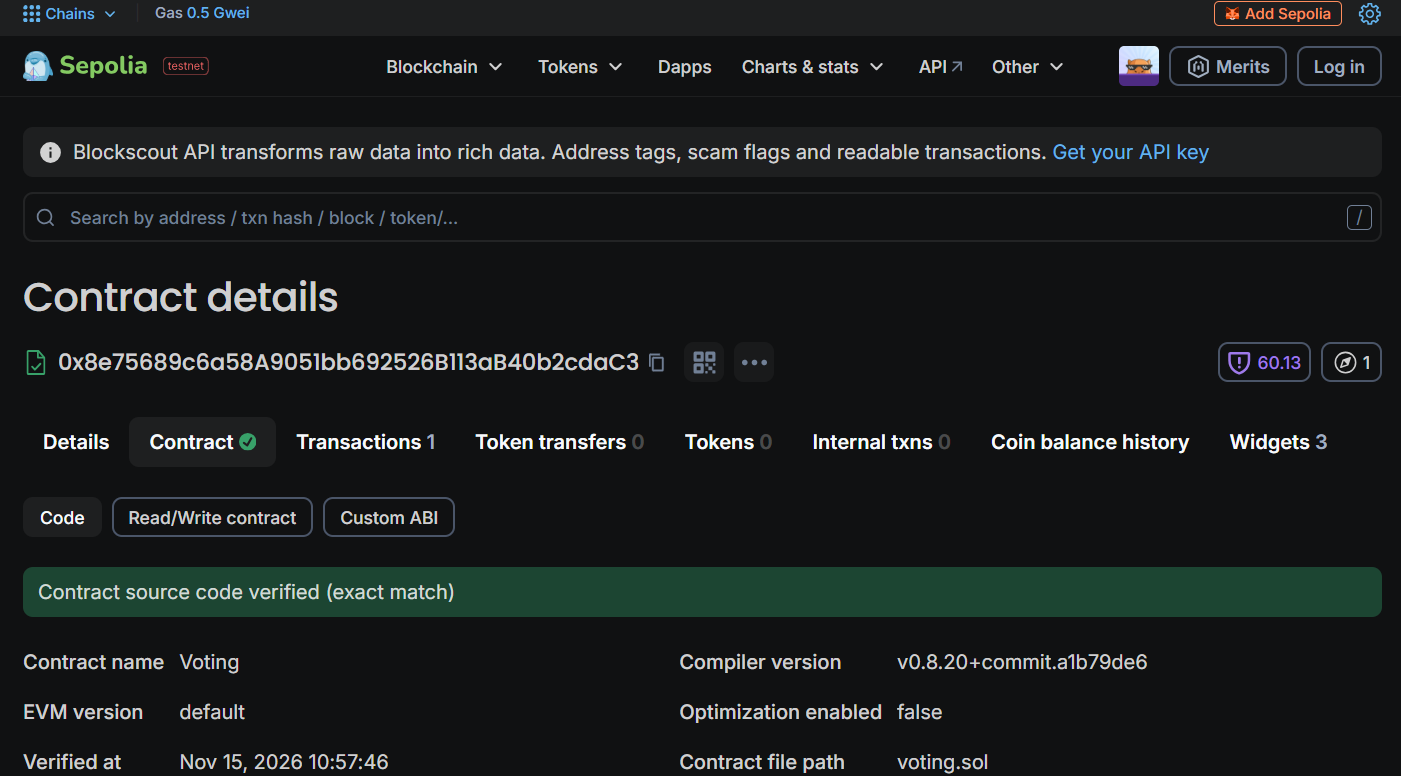 Chains
Gas 0.5 Gwei
Add Sepolia
Sepolia testnet
Blockchain
Tokens
Dapps
Charts & stats
API
Other
Merits
Log in
Blockscout API transforms raw data into rich data. Address tags, scam flags and readable transactions. Get your API key
Search by address / txn hash / block / token/...
/
Contract details
0x8e75689c6a58A9051bb692526B113aB40b2cdaC3
60.13
1
Details
Contract
Transactions 1
Token transfers 0
Tokens 0
Internal txns 0
Coin balance history
Widgets 3
Code
Read/Write contract
Custom ABI
Contract source code verified (exact match)
Contract name Voting
Compiler version v0.8.20+commit.a1b79de6
EVM version default
Optimization enabled false
Verified at Nov 15, 2026 10:57:46
Contract file path voting.sol